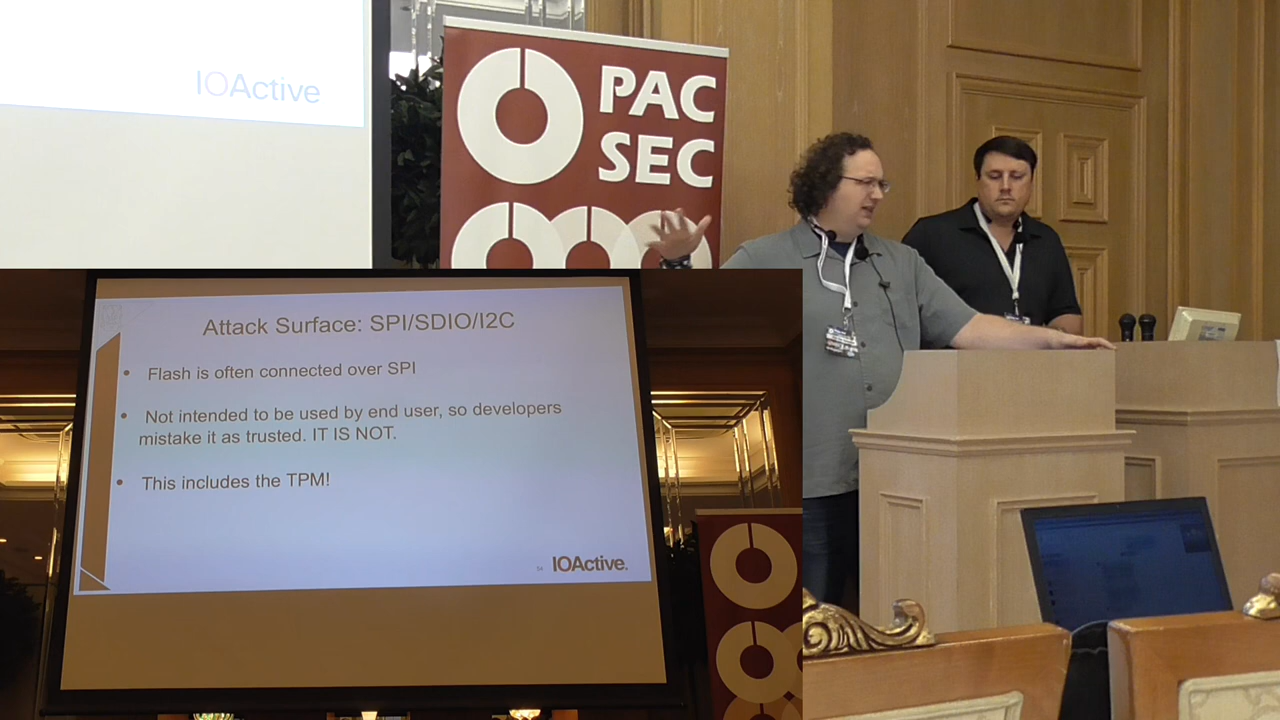 IOActive
PAC
SEC
Attack Surface: SPI/SDIO/I2C
• Flash is often connected over SPI
• Not intended to be used by end user, so developers
mistake it as trusted. IT IS NOT.
• This includes the TPM!
IOActive.